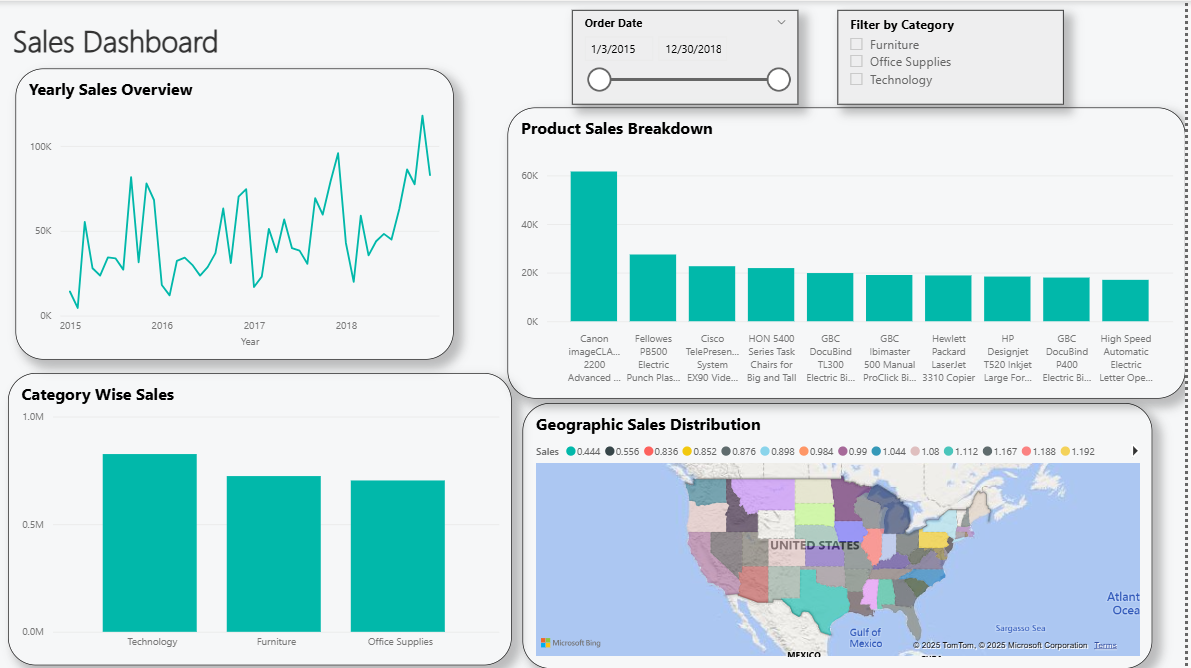 Sales Dashboard
Order Date
1/3/2015 12/30/2018
Filter by Category
Furniture
Office Supplies
Technology
Yearly Sales Overview
100K
50K
0K
2015 2016 2017 2018
Year
Product Sales Breakdown
60K
40K
20K
0K
Canon
imageCLA...
2200
Advanced ...
Fellowes
PB500
Electric
Punch Plas...
Cisco
TelePresen...
System
EX90 Vide...
HON 5400
Series Task
Chairs for
Big and Tall
GBC
DocuBind
TL300
Electric Bi...
GBC
Ibimaster
500 Manual
ProClick Bi...
Hewlett
Packard
LaserJet
3310 Copier
HP
Designjet
T520 Inkjet
Large For...
GBC
DocuBind
P400
Electric Bi...
High Speed
Automatic
Electric
Letter Ope...
Category Wise Sales
1.0M
0.5M
0.0M
Technology Furniture Office Supplies
Geographic Sales Distribution
Sales 0.444 0.556 0.836 0.852 0.876 0.898 0.984 0.99 1.044 1.08 1.112 1.167 1.188 1.192
UNITED STATES
Atlant
Ocea
Sargasso Sea
Gulf of
Mexico
MEXICO
Microsoft Bing
© 2025 TomTom, © 2025 Microsoft Corporation Terms